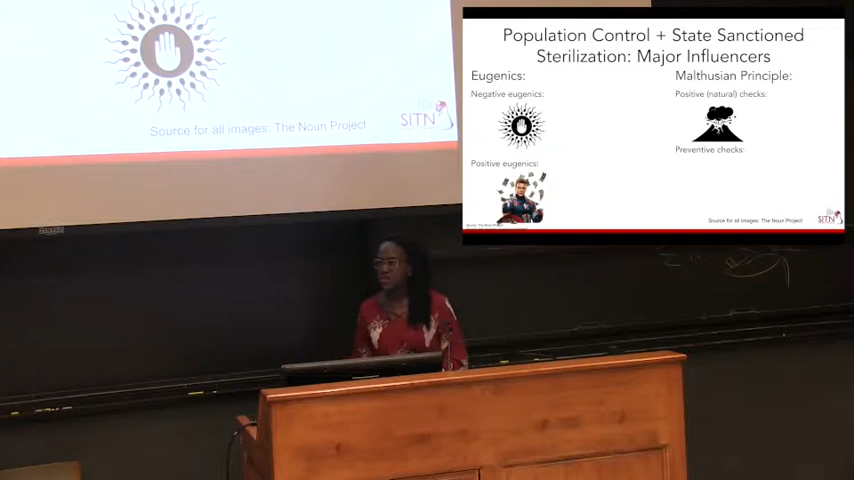 Source for all images. The Noun Project
SITN
Population Control + State Sanctioned
Sterilization: Major Influencers
Eugenics:
Malthusian Principle:
Negative eugenics:
Positive (natural) checks:
Preventive checks:
Positive eugenics:
Source for all images: The Noun Project
SITN